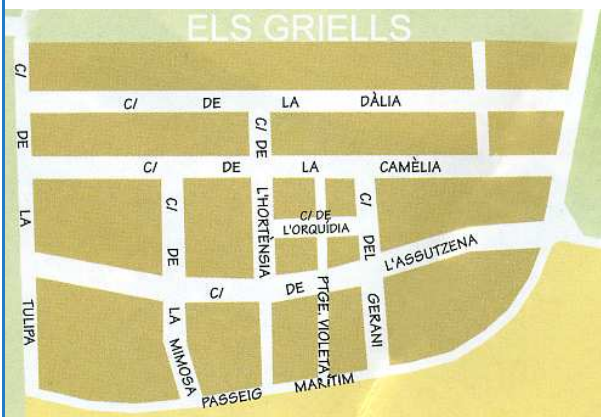 ELS GRIELLS
C/ DE LA DÀLIA
C/ DE LA TULIPA
C/ DE L'HORTÈNSIA
C/ DE LA CAMÈLIA
C/ DE LA MIMOSA
C/ DE L'ORQUÍDIA
C/ DEL GERANI
C/ DE L'ASSUTZENA
PTGE. VIOLETA
PASSEIG MARÍTIM